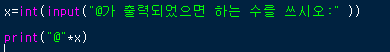 x=int(input("@가 출력되었으면 하는 수를 쓰시오:" ))
print("@"*x)